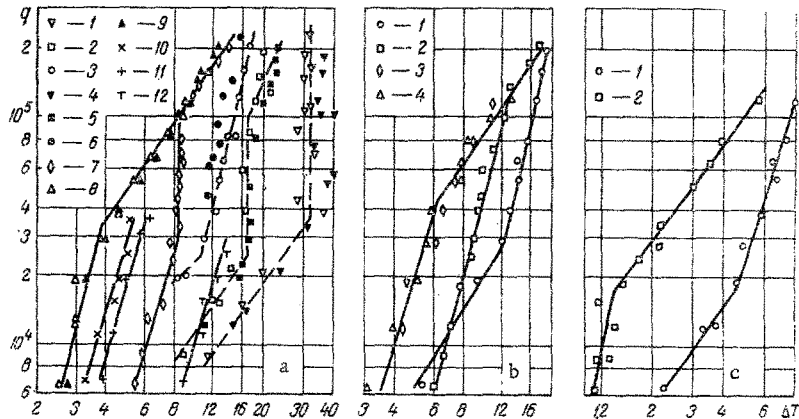 q
▽ — 1
□ — 2
○ — 3
▼ — 4
■ — 5
● — 6
◊ — 7
△ — 8
▲ — 9
× — 10
+ — 11
⊤ — 12
10⁵
8
6
4
3
2
10⁴
8
6
a
2 3 4 6 8 12 16 20 30 40
○ — 1
□ — 2
◊ — 3
△ — 4
b
3 4 6 8 12 16
○ — 1
□ — 2
c
1,2 2 3 4 6 ΔT